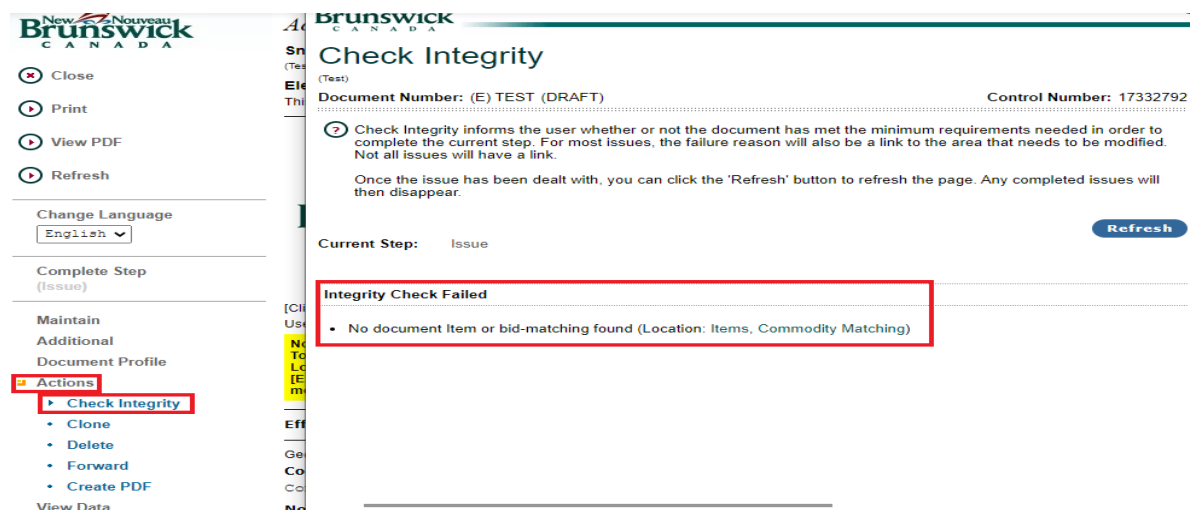 New Nouveau
Brunswick
CANADA
Close
Print
View PDF
Refresh
Change Language
English
Complete Step
(Issue)
Maintain
Additional
Document Profile
Actions
Check Integrity
Clone
Delete
Forward
Create PDF
View Data
Brunswick
CANADA
Check Integrity
(Test)
Document Number: (E) TEST (DRAFT)
Control Number: 17332792
Check Integrity informs the user whether or not the document has met the minimum requirements needed in order to
complete the current step. For most issues, the failure reason will also be a link to the area that needs to be modified.
Not all issues will have a link.
Once the issue has been dealt with, you can click the 'Refresh' button to refresh the page. Any completed issues will
then disappear.
Refresh
Current Step: Issue
Integrity Check Failed
• No document Item or bid-matching found (Location: Items, Commodity Matching)